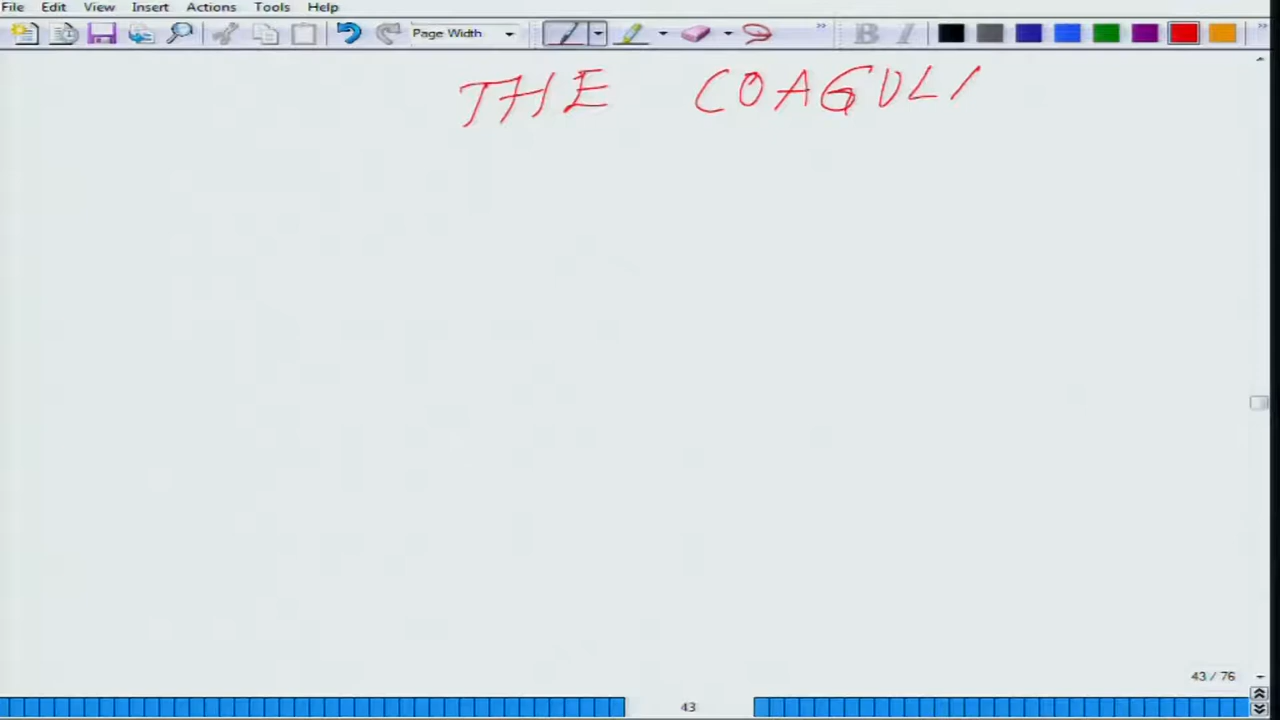 File Edit View Insert Actions Tools Help
Page Width
B I
THE COAGUL
43 / 76
43